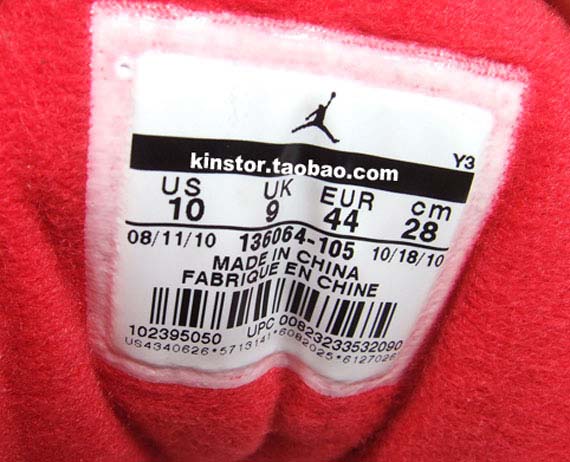 Y3
kinstor.taobao.com
US UK EUR cm
10 9 44 28
08/11/10 136064-105 10/18/10
MADE IN CHINA
FABRIQUE EN CHINE
102395050 UPC 00823233532090
US4340626*5713141*6082025*6127026